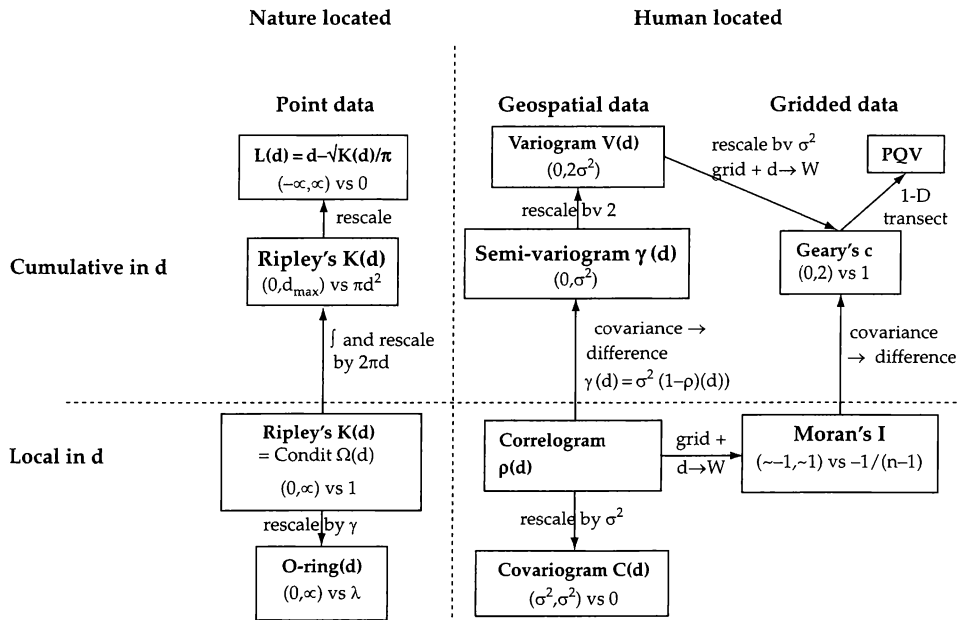 Nature located
Human located
Point data
Geospatial data
Gridded data
L(d) = d–√K(d)/π
(–∝,∝) vs 0
Variogram V(d)
(0,2σ²)
rescale bv σ²
grid + d→ W
PQV
rescale
rescale bv 2
1-D
transect
Cumulative in d
Ripley's K(d)
(0,dₘₐₓ) vs πd²
Semi-variogram γ (d)
(0,σ²)
Geary's c
(0,2) vs 1
∫ and rescale
by 2πd
covariance →
difference
γ (d) = σ² (1–ρ)(d))
covariance
→ difference
Local in d
Ripley's K(d)
= Condit Ω(d)
(0,∝) vs 1
Correlogram
ρ(d)
grid +
d→W
Moran's I
(~–1,~1) vs –1/(n–1)
rescale by γ
rescale by σ²
O-ring(d)
(0,∝) vs λ
Covariogram C(d)
(σ²,σ²) vs 0